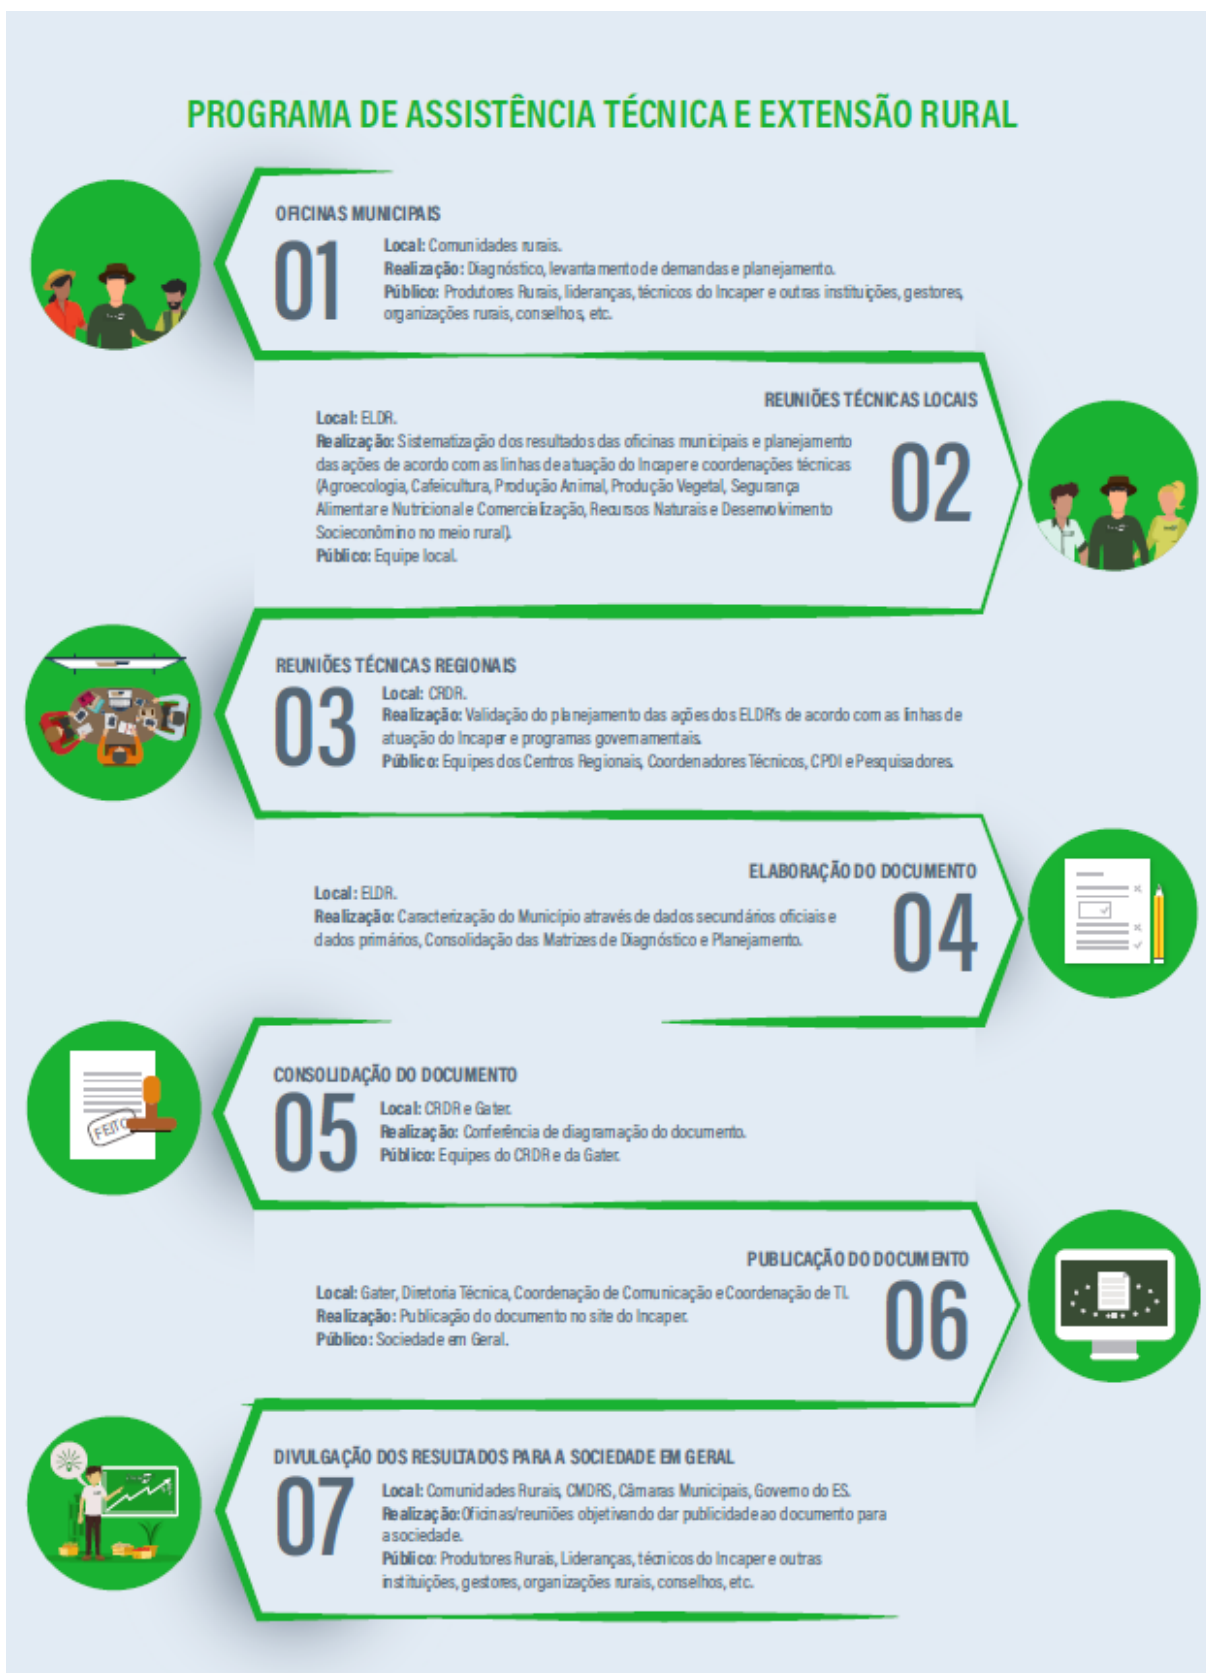 PROGRAMA DE ASSISTÊNCIA TÉCNICA E EXTENSÃO RURAL
OFICINAS MUNICIPAIS
01
Local: Comunidades rurais.
Realização: Diagnóstico, levantamento de demandas e planejamento.
Público: Produtores Rurais, lideranças, técnicos do Incaper e outras instituições, gestores,
organizações rurais, conselhos, etc.
REUNIÕES TÉCNICAS LOCAIS
02
Local: ELDR.
Realização: Sistematização dos resultados das oficinas municipais e planejamento
das ações de acordo com as linhas de atuação do Incaper e coordenações técnicas
(Agroecologia, Cafeicultura, Produção Animal, Produção Vegetal, Segurança
Alimentar e Nutricional e Comercialização, Recursos Naturais e Desenvolvimento
Socieconômino no meio rural).
Público: Equipe local.
REUNIÕES TÉCNICAS REGIONAIS
03
Local: CRDR.
Realização: Validação do planejamento das ações dos ELDR's de acordo com as linhas de
atuação do Incaper e programas governamentais.
Público: Equipes dos Centros Regionais, Coordenadores Técnicos, CPDI e Pesquisadores.
ELABORAÇÃO DO DOCUMENTO
04
Local: ELDR.
Realização: Caracterização do Município através de dados secundários oficiais e
dados primários, Consolidação das Matrizes de Diagnóstico e Planejamento.
CONSOLIDAÇÃO DO DOCUMENTO
05
FEITO
Local: CRDR e Gater.
Realização: Conferência de diagramação do documento.
Público: Equipes do CRDR e da Gater.
PUBLICAÇÃO DO DOCUMENTO
06
Local: Gater, Diretoria Técnica, Coordenação de Comunicação e Coordenação de TI.
Realização: Publicação do documento no site do Incaper.
Público: Sociedade em Geral.
DIVULGAÇÃO DOS RESULTADOS PARA A SOCIEDADE EM GERAL
07
Local: Comunidades Rurais, CMDRS, Câmaras Municipais, Governo do ES.
Realização: Oficinas/reuniões objetivando dar publicidade ao documento para
a sociedade.
Público: Produtores Rurais, Lideranças, técnicos do Incaper e outras
instituições, gestores, organizações rurais, conselhos, etc.